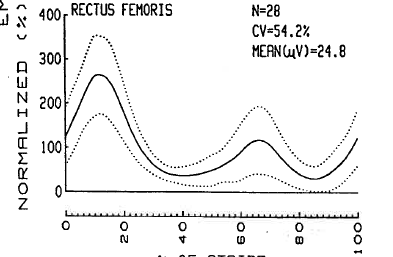 RECTUS FEMORIS
N=28
CV=54.2%
MEAN(µV)=24.8
NORMALIZED (%)
400
300
200
100
0
0
20
40
60
80
100